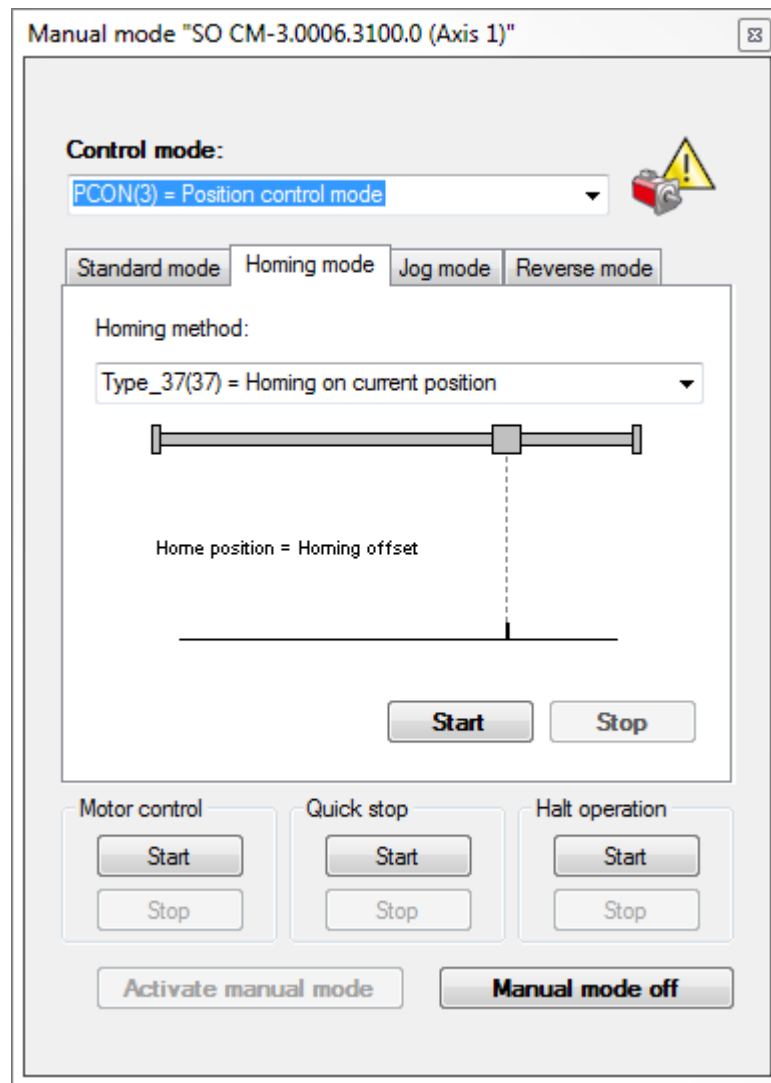 Manual mode "SO CM-3.0006.3100.0 (Axis 1)"
Control mode:
PCON(3) = Position control mode
Standard mode Homing mode Jog mode Reverse mode
Homing method:
Type_37(37) = Homing on current position
Home position = Homing offset
Start Stop
Motor control Quick stop Halt operation
Start Start Start
Stop Stop Stop
Activate manual mode Manual mode off